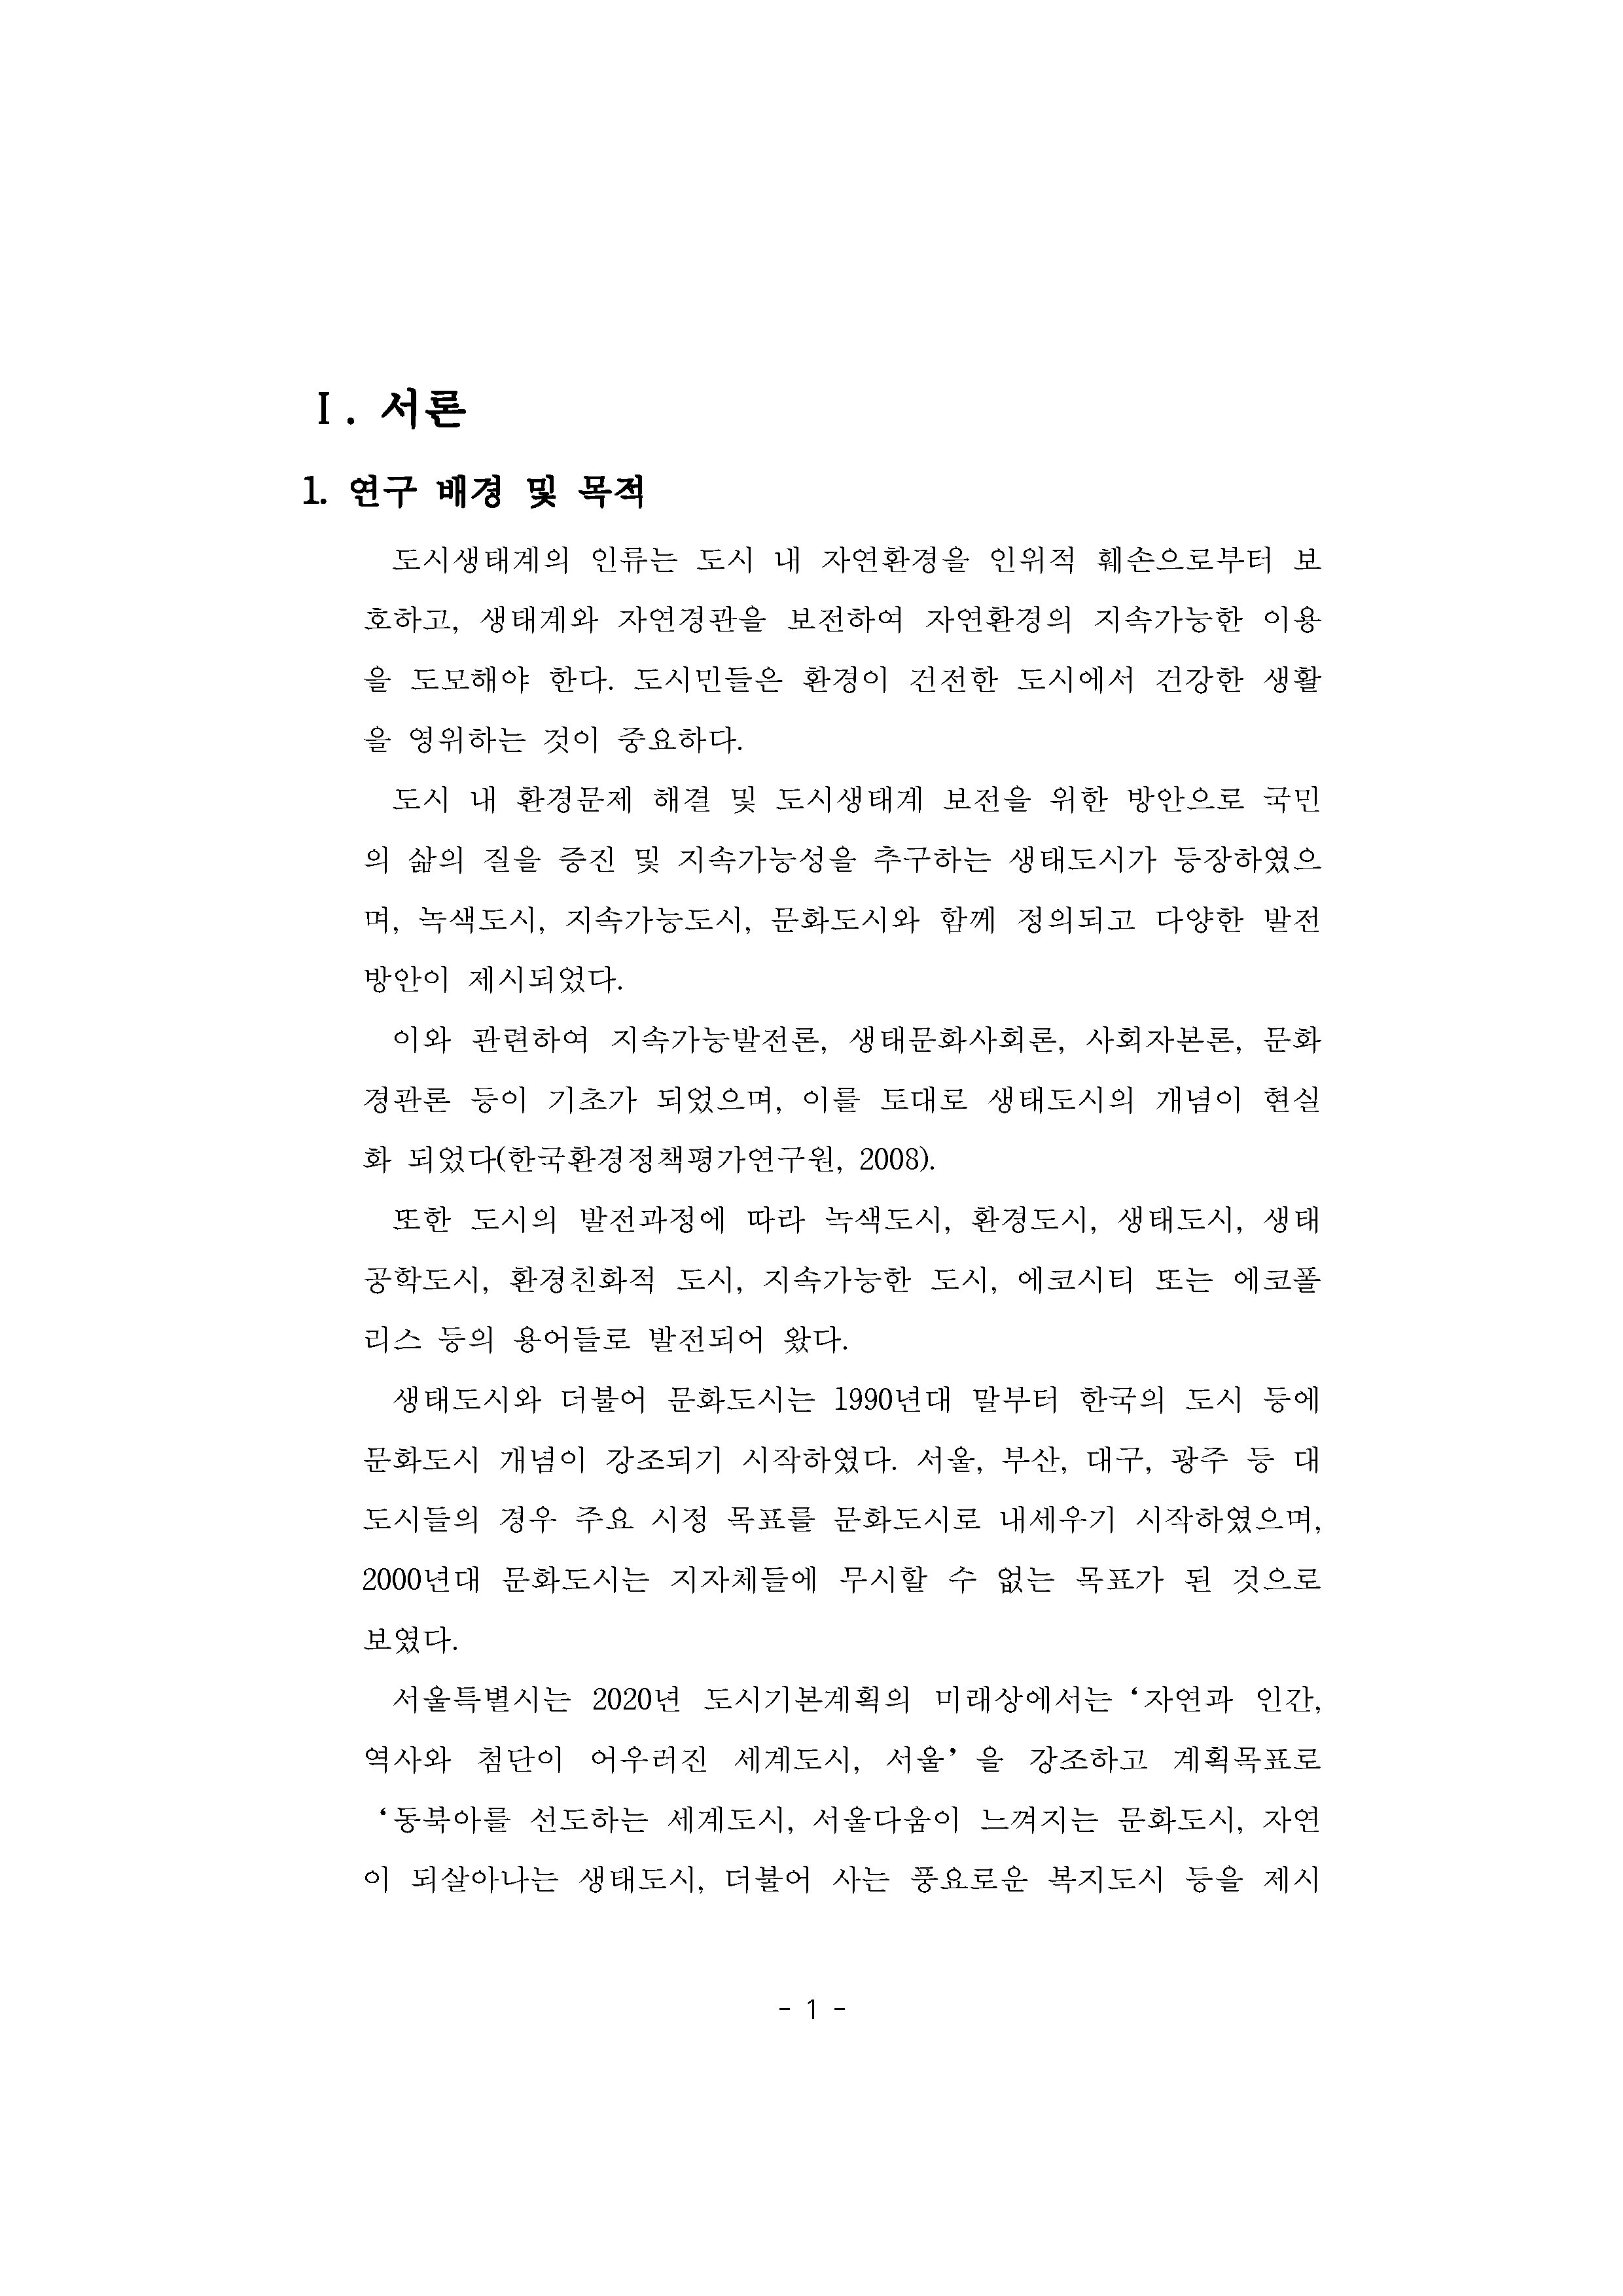 Ⅰ. 서론
1. 연구 배경 및 목적
도시생태계의 인류는 도시 내 자연환경을 인위적 훼손으로부터 보
호하고, 생태계와 자연경관을 보전하여 자연환경의 지속가능한 이용
을 도모해야 한다. 도시민들은 환경이 건전한 도시에서 건강한 생활
을 영위하는 것이 중요하다.
도시 내 환경문제 해결 및 도시생태계 보전을 위한 방안으로 국민
의 삶의 질을 증진 및 지속가능성을 추구하는 생태도시가 등장하였으
며, 녹색도시, 지속가능도시, 문화도시와 함께 정의되고 다양한 발전
방안이 제시되었다.
이와 관련하여 지속가능발전론, 생태문화사회론, 사회자본론, 문화
경관론 등이 기초가 되었으며, 이를 토대로 생태도시의 개념이 현실
화 되었다(한국환경정책평가연구원, 2008).
또한 도시의 발전과정에 따라 녹색도시, 환경도시, 생태도시, 생태
공학도시, 환경친화적 도시, 지속가능한 도시, 에코시티 또는 에코폴
리스 등의 용어들로 발전되어 왔다.
생태도시와 더불어 문화도시는 1990년대 말부터 한국의 도시 등에
문화도시 개념이 강조되기 시작하였다. 서울, 부산, 대구, 광주 등 대
도시들의 경우 주요 시정 목표를 문화도시로 내세우기 시작하였으며,
2000년대 문화도시는 지자체들에 무시할 수 없는 목표가 된 것으로
보였다.
서울특별시는 2020년 도시기본계획의 미래상에서는 ‘자연과 인간,
역사와 첨단이 어우러진 세계도시, 서울’ 을 강조하고 계획목표로
‘동북아를 선도하는 세계도시, 서울다움이 느껴지는 문화도시, 자연
이 되살아나는 생태도시, 더불어 사는 풍요로운 복지도시 등을 제시
- 1 -